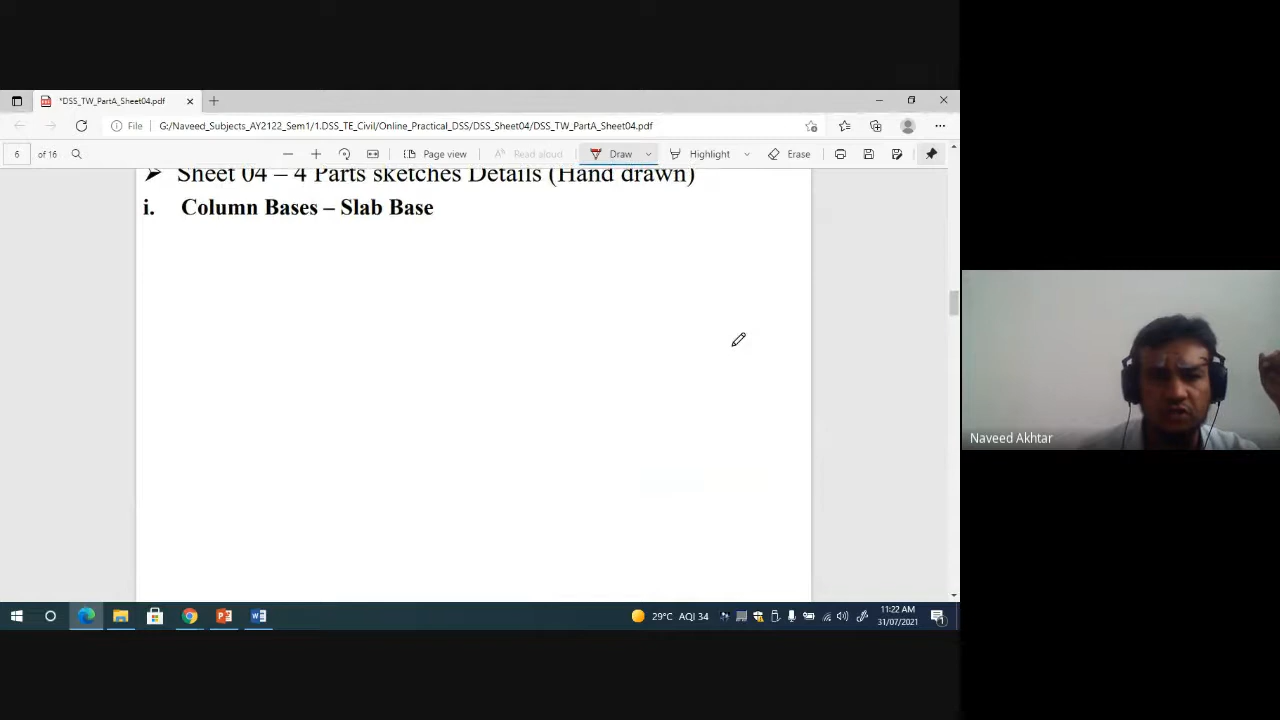 *DSS_TW_PartA_Sheet04.pdf
File
G:/Naveed_Subjects_AY2122_Sem1/1.DSS_TE_Civil/Online_Practical_DSS/DSS_Sheet04/DSS_TW_PartA_Sheet04.pdf
6 of 16
Page view
Read aloud
Draw
Highlight
Erase
➤ Sheet 04 – 4 Parts sketches Details (Hand drawn)
i. Column Bases – Slab Base
Naveed Akhtar
29°C AQI 34
11:22 AM
31/07/2021
1